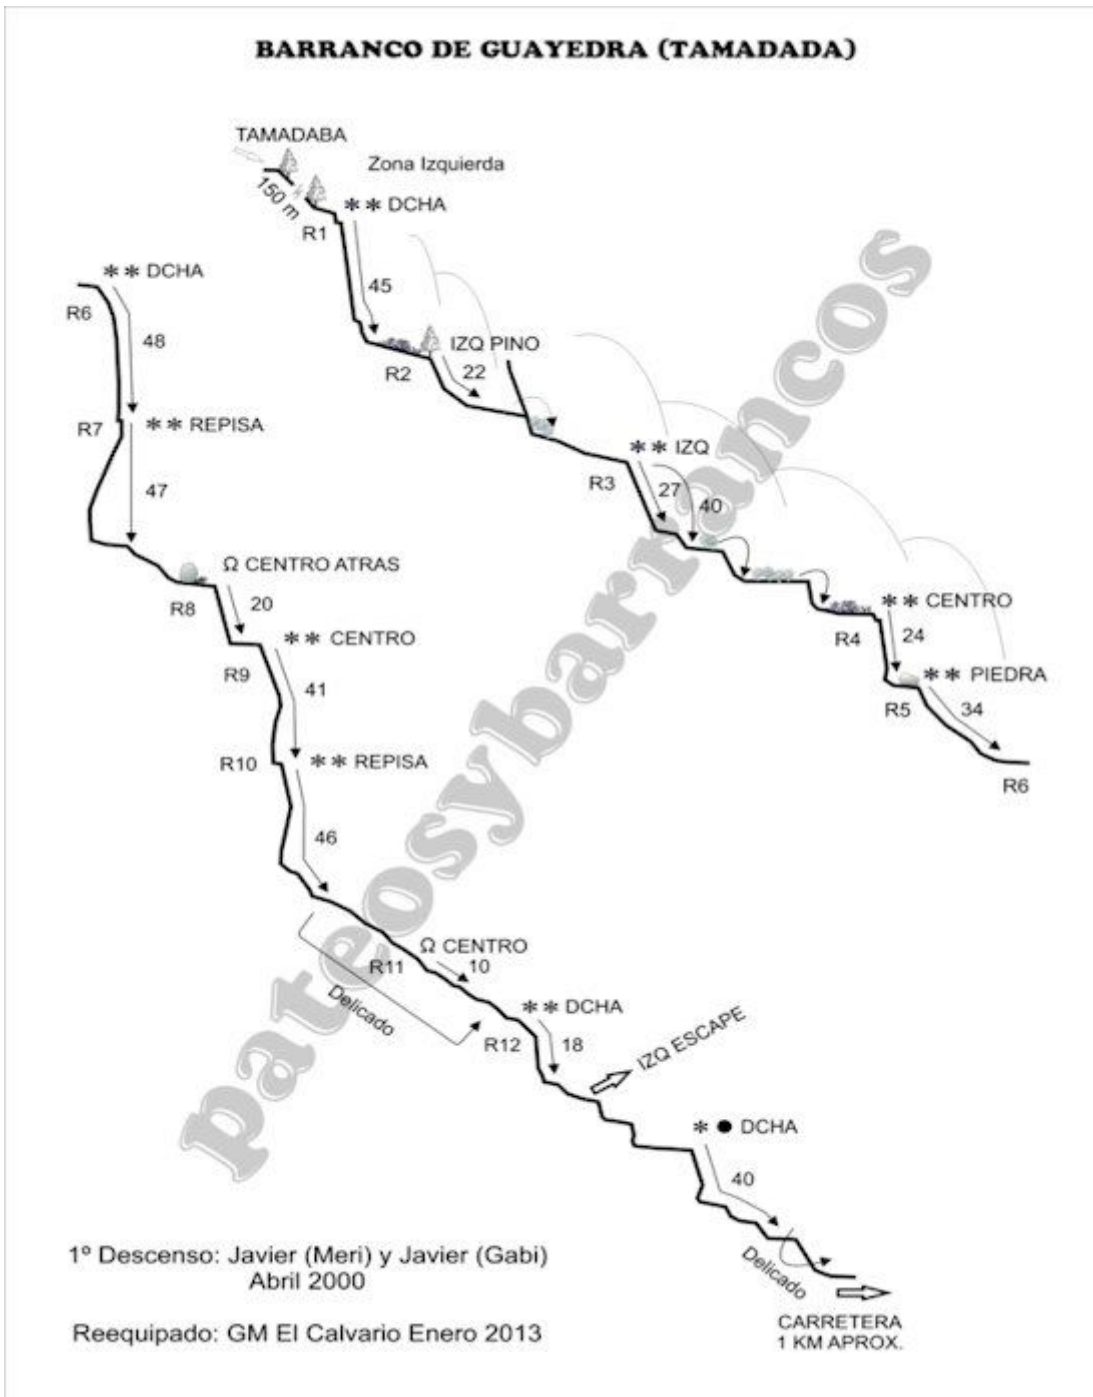 BARRANCO DE GUAYEDRA (TAMADADA)
TAMADABA
150 m
Zona Izquierda
** DCHA
R1
45
R2
IZQ PINO
22
** IZQ
R3
27
40
** CENTRO
R4
24
** PIEDRA
R5
34
R6
** DCHA
R6
48
** REPISA
R7
47
Ω CENTRO ATRAS
R8
20
** CENTRO
R9
41
** REPISA
R10
46
Ω CENTRO
R11
10
Delicado
** DCHA
R12
18
IZQ ESCAPE
* ● DCHA
40
Delicado
CARRETERA
1 KM APROX.
1º Descenso: Javier (Meri) y Javier (Gabi)
Abril 2000
Reequipado: GM El Calvario Enero 2013
pateosybarrancos